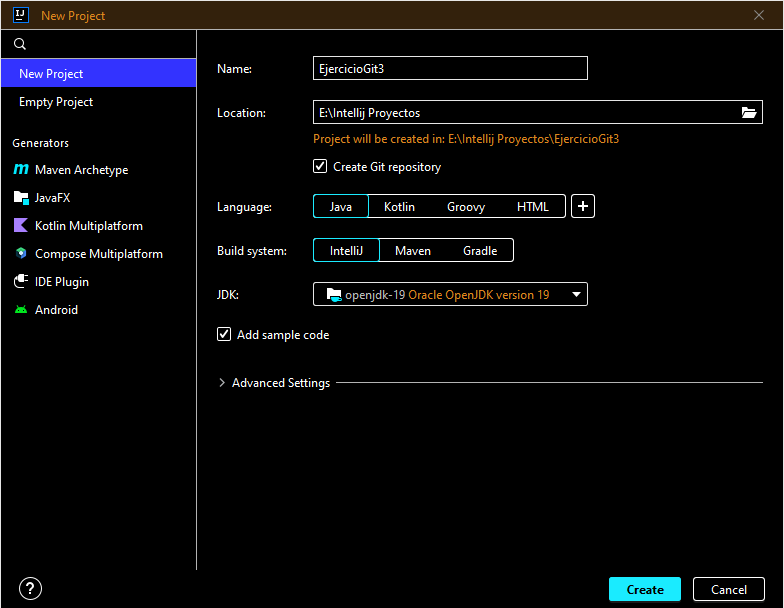 IJ New Project
New Project
Empty Project
Generators
Maven Archetype
JavaFX
Kotlin Multiplatform
Compose Multiplatform
IDE Plugin
Android
Name: EjercicioGit3
Location: E:\Intellij Proyectos
Project will be created in: E:\Intellij Proyectos\EjercicioGit3
Create Git repository
Language: Java Kotlin Groovy HTML +
Build system: IntelliJ Maven Gradle
JDK: openjdk-19 Oracle OpenJDK version 19
Add sample code
Advanced Settings
? Create Cancel